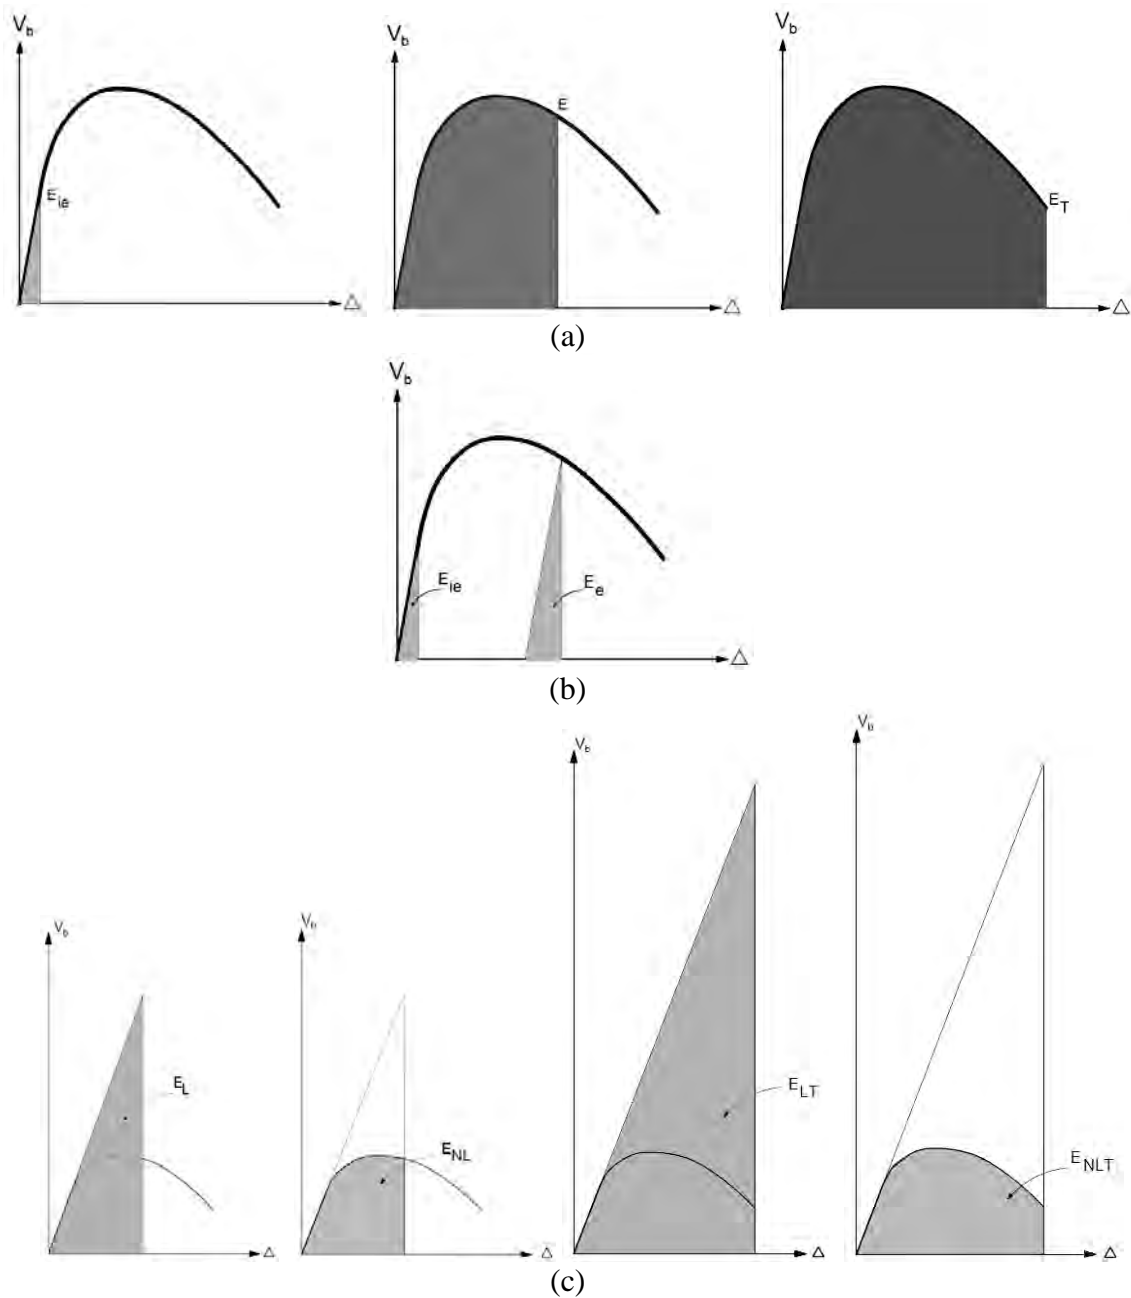 V_b V_b V_b
E_ie E E_T
Δ Δ Δ
(a)
V_b
E_ie E_e
Δ
(b)
V_b V_b V_b V_b
E_L E_NL E_LT E_NLT
Δ Δ Δ Δ
(c)